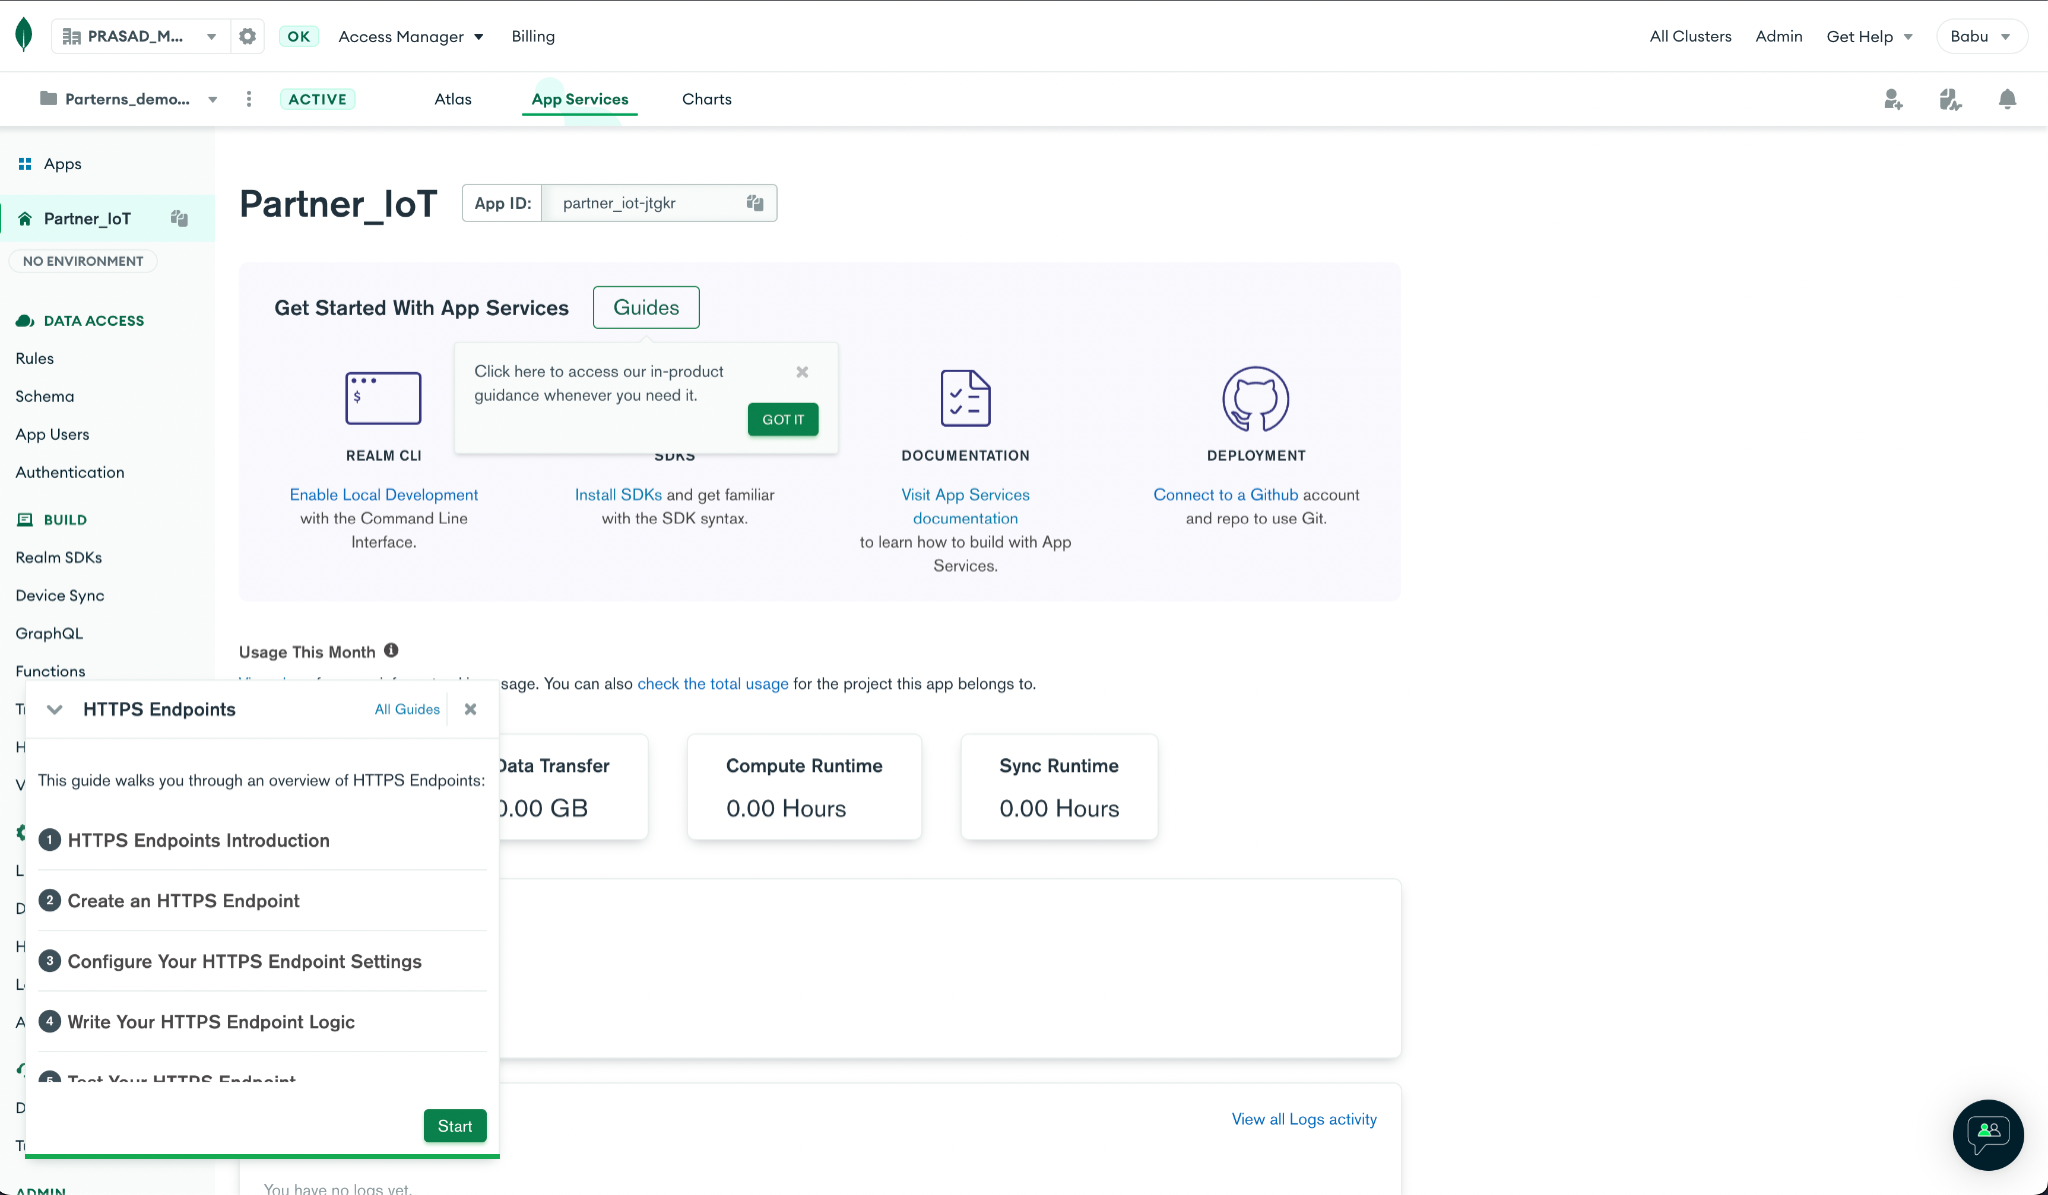 PRASAD_M...
OK
Access Manager
Billing
All Clusters
Admin
Get Help
Babu
Parterns_demo...
ACTIVE
Atlas
App Services
Charts
Apps
Partner_IoT
NO ENVIRONMENT
DATA ACCESS
Rules
Schema
App Users
Authentication
BUILD
Realm SDKs
Device Sync
GraphQL
Functions
ADMIN
Partner_IoT
App ID:
partner_iot-jtgkr
Get Started With App Services
Guides
Click here to access our in-product
guidance whenever you need it.
GOT IT
$
REALM CLI
Enable Local Development
with the Command Line
Interface.
SDKS
Install SDKs and get familiar
with the SDK syntax.
DOCUMENTATION
Visit App Services
documentation
to learn how to build with App
Services.
DEPLOYMENT
Connect to a Github account
and repo to use Git.
Usage This Month
You can also check the total usage for the project this app belongs to.
Data Transfer
0.00 GB
Compute Runtime
0.00 Hours
Sync Runtime
0.00 Hours
HTTPS Endpoints
All Guides
This guide walks you through an overview of HTTPS Endpoints:
1 HTTPS Endpoints Introduction
2 Create an HTTPS Endpoint
3 Configure Your HTTPS Endpoint Settings
4 Write Your HTTPS Endpoint Logic
5 Test Your HTTPS Endpoint
Start
View all Logs activity
You have no logs yet.